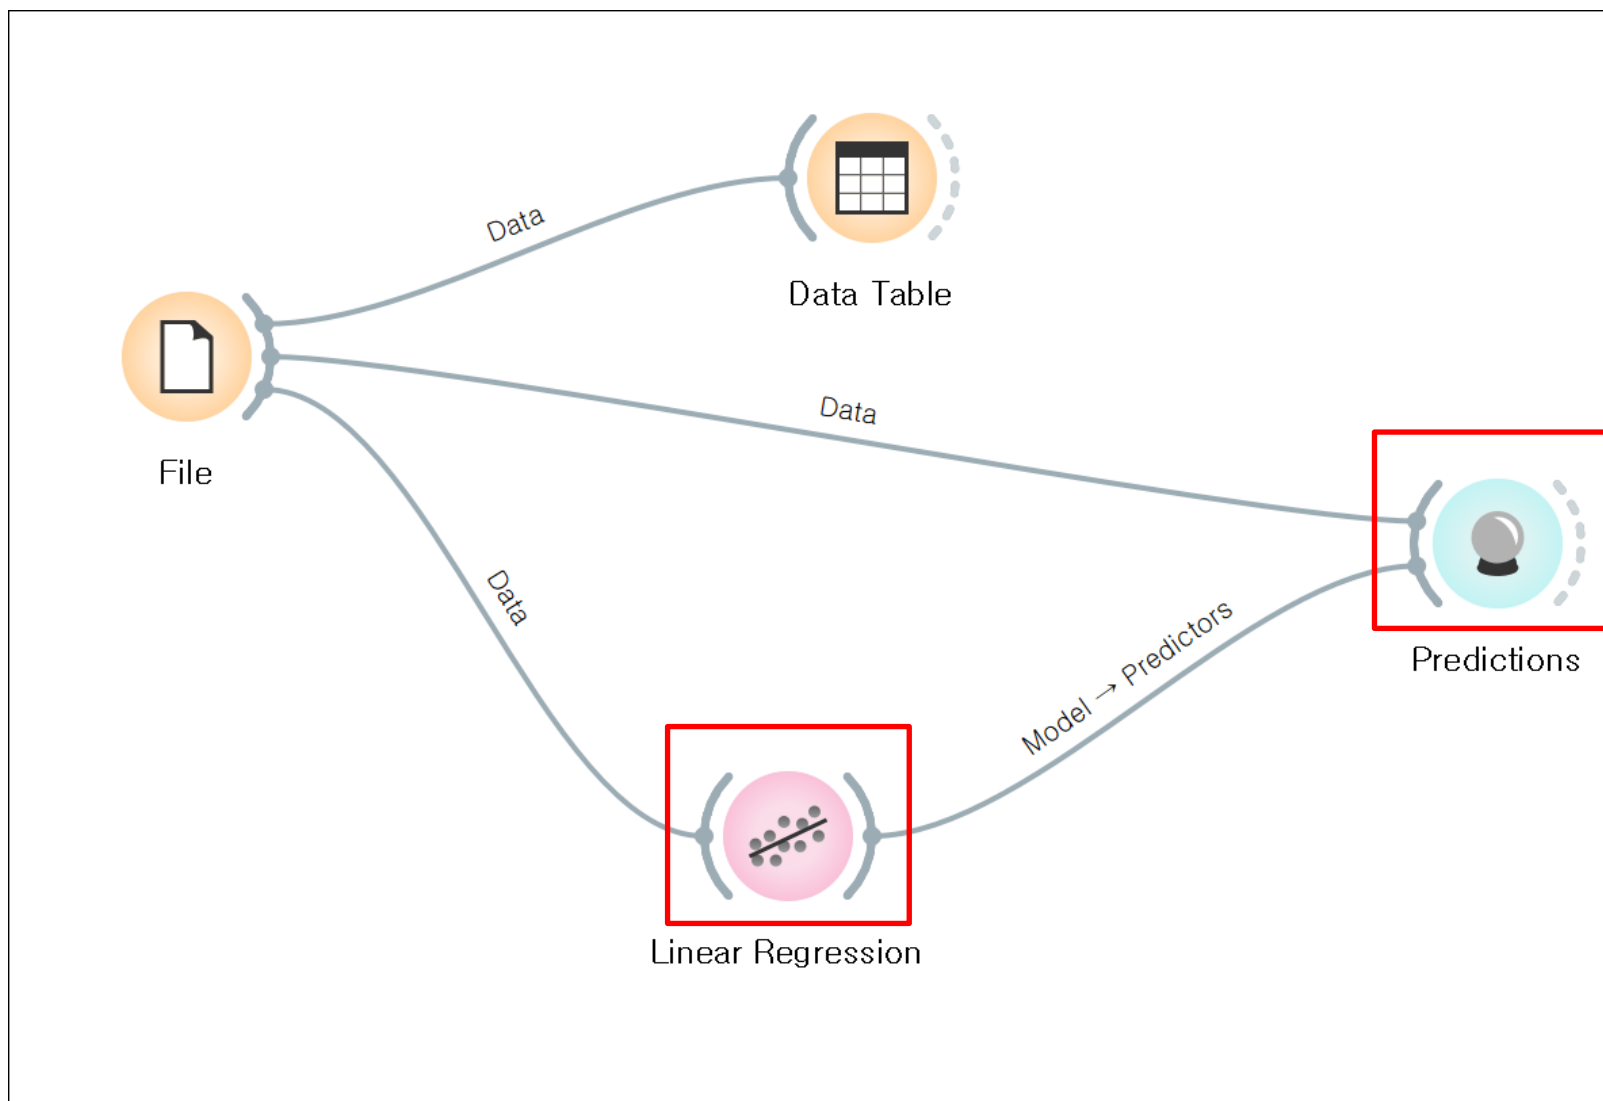 Data
Data Table
Data
File
Data
Model → Predictors
Predictions
Linear Regression